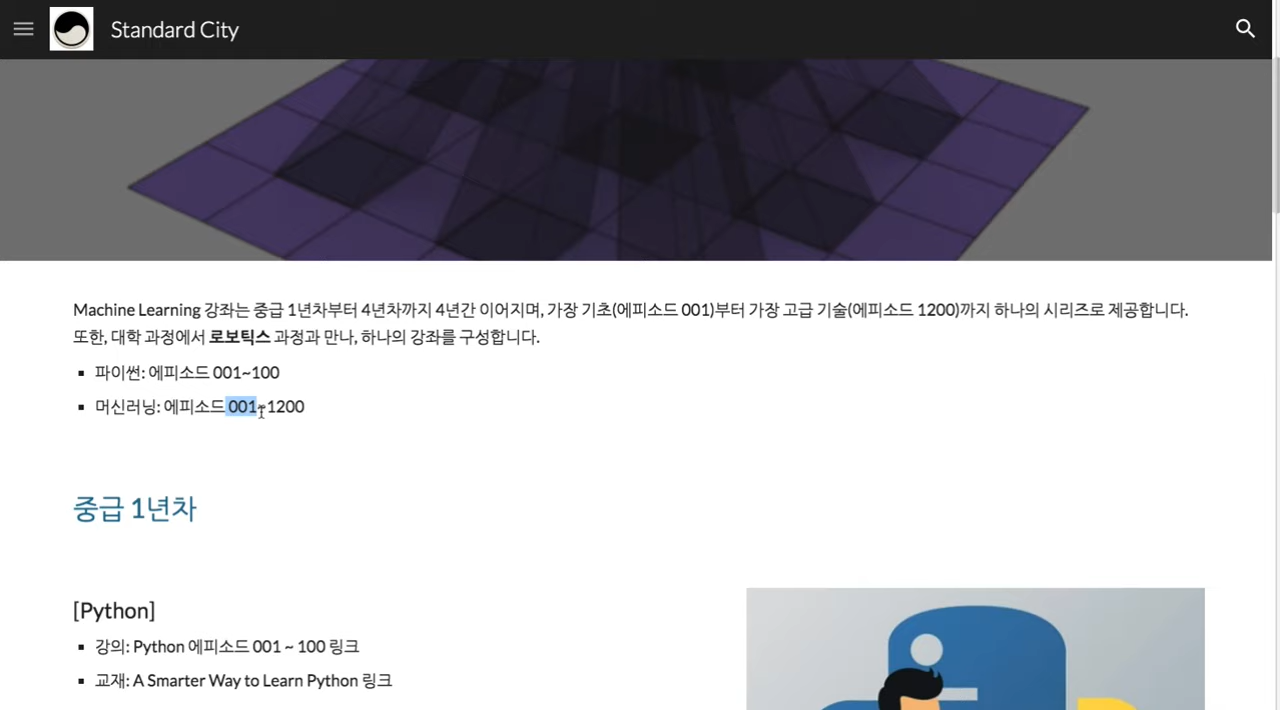 Standard City
Machine Learning 강좌는 중급 1년차부터 4년차까지 4년간 이어지며, 가장 기초(에피소드 001)부터 가장 고급 기술(에피소드 1200)까지 하나의 시리즈로 제공합니다.
또한, 대학 과정에서 로보틱스 과정과 만나, 하나의 강좌를 구성합니다.
파이썬: 에피소드 001~100
머신러닝: 에피소드 001~1200
중급 1년차
[Python]
강의: Python 에피소드 001 ~ 100 링크
교재: A Smarter Way to Learn Python 링크